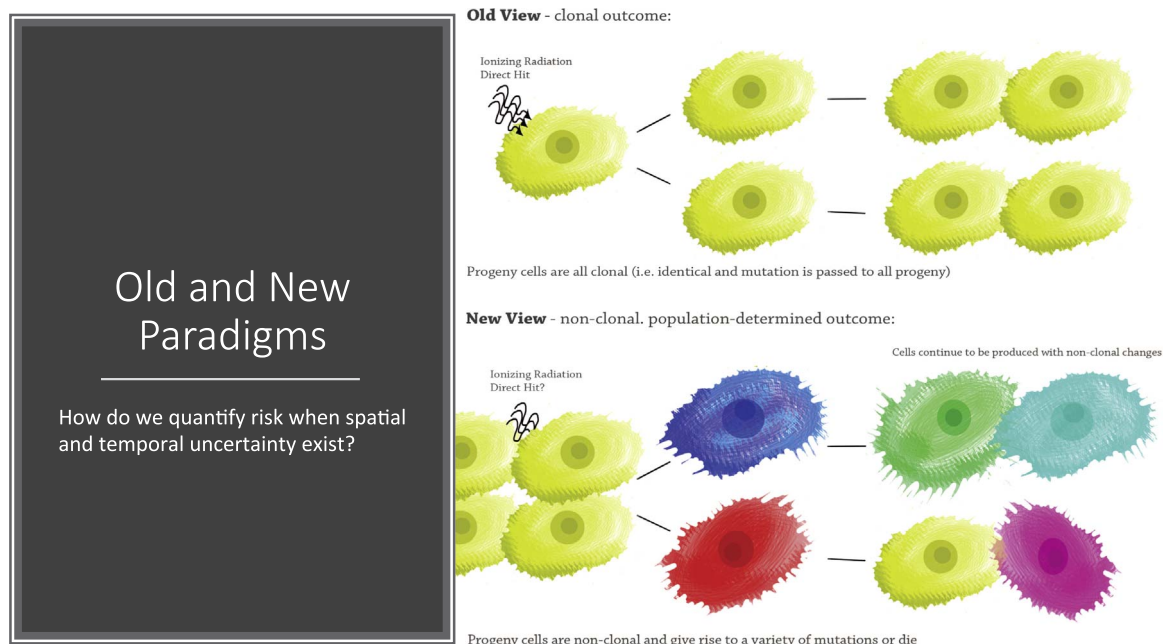 Old and New
Paradigms
How do we quantify risk when spatial
and temporal uncertainty exist?
Old View - clonal outcome:
Ionizing Radiation
Direct Hit
Progeny cells are all clonal (i.e. identical and mutation is passed to all progeny)
New View - non-clonal. population-determined outcome:
Cells continue to be produced with non-clonal changes
Ionizing Radiation
Direct Hit?
Progeny cells are non-clonal and give rise to a variety of mutations or die